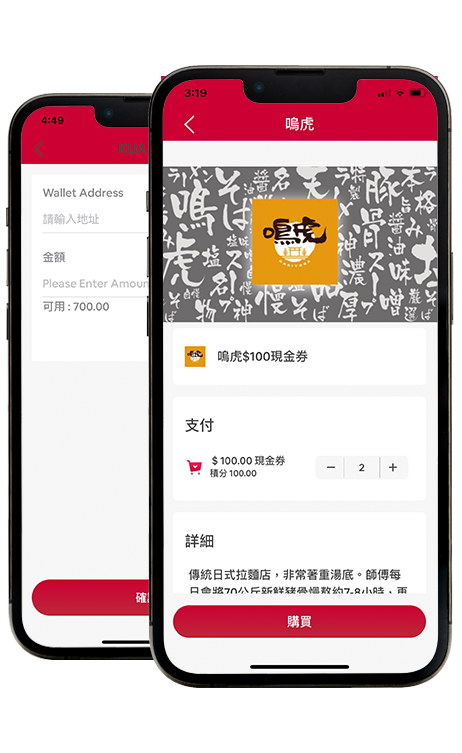 4:49
Wallet Address
請輸入地址
金額
Please Enter Amoun
可用 : 700.00
3:19
鳴虎
鳴虎
鳴虎$100現金券
支付
$ 100.00 現金券
積分 100.00
2
詳細
傳統日式拉麵店，非常著重湯底。師傅每
日會將70公斤新鮮豬骨慢熬約7-8小時，再
購買